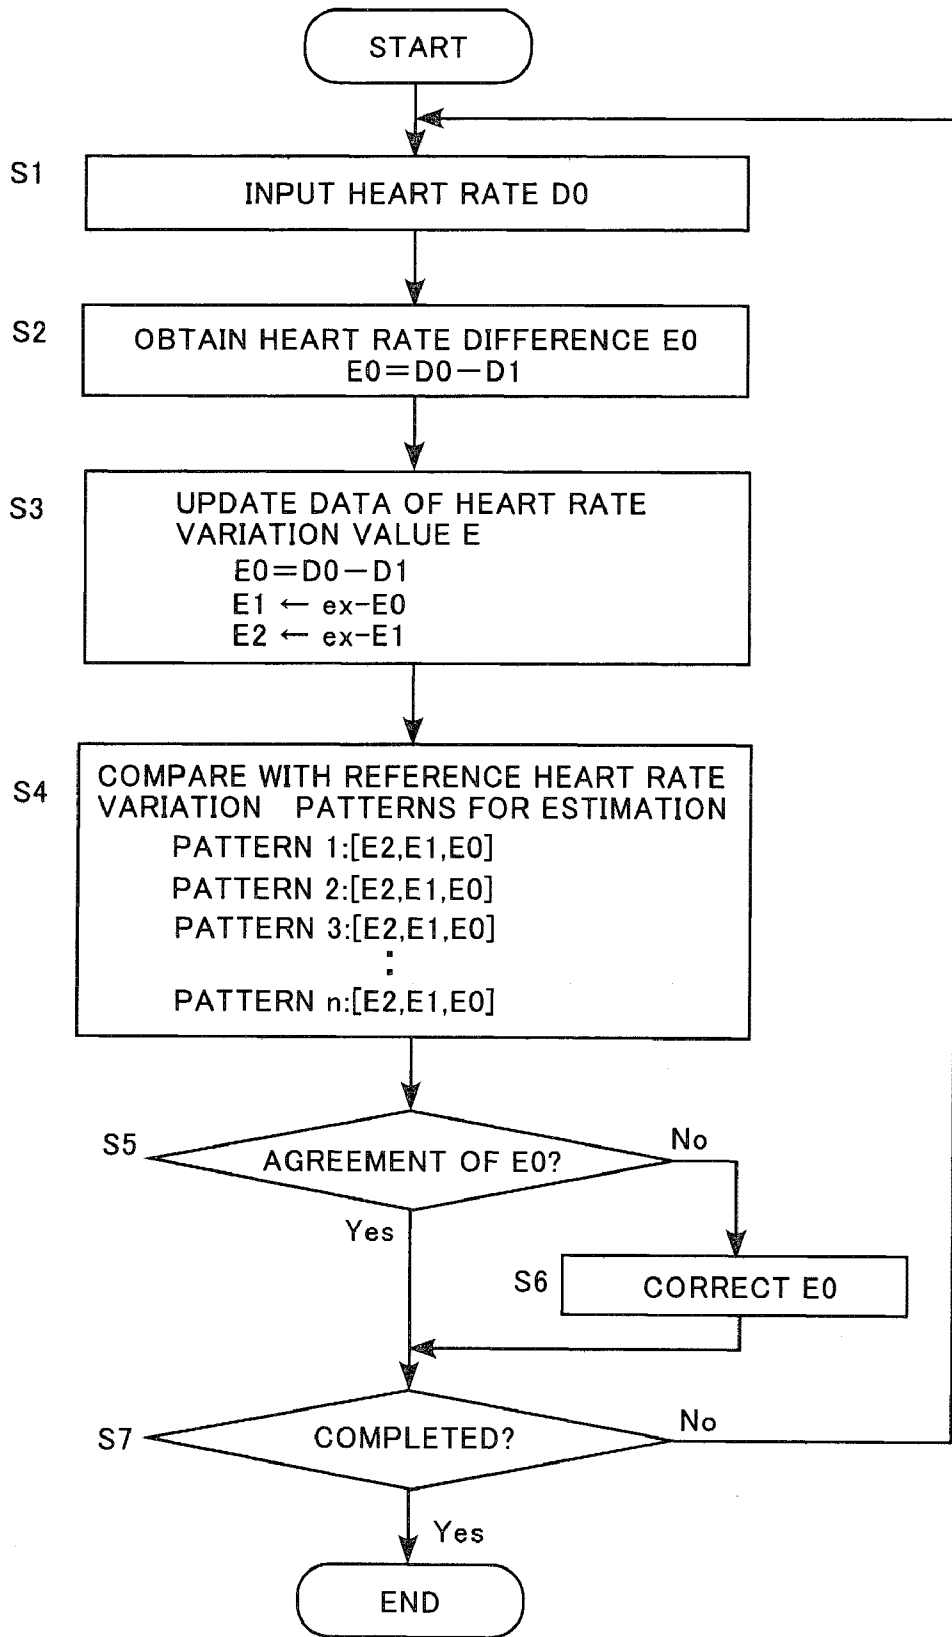 START
S1
INPUT HEART RATE D0
S2
OBTAIN HEART RATE DIFFERENCE E0
E0=D0-D1
S3
UPDATE DATA OF HEART RATE
VARIATION VALUE E
E0=D0-D1
E1 ← ex-E0
E2 ← ex-E1
S4
COMPARE WITH REFERENCE HEART RATE
VARIATION PATTERNS FOR ESTIMATION
PATTERN 1:[E2,E1,E0]
PATTERN 2:[E2,E1,E0]
PATTERN 3:[E2,E1,E0]
⋮
PATTERN n:[E2,E1,E0]
S5
AGREEMENT OF E0?
No
Yes
S6
CORRECT E0
S7
COMPLETED?
No
Yes
END